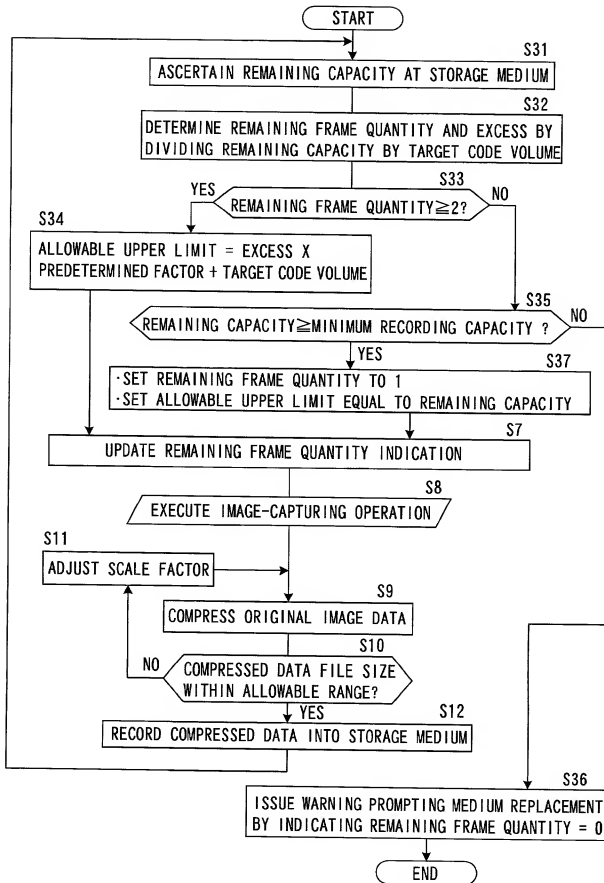 START
S31
ASCERTAIN REMAINING CAPACITY AT STORAGE MEDIUM
S32
DETERMINE REMAINING FRAME QUANTITY AND EXCESS BY
DIVIDING REMAINING CAPACITY BY TARGET CODE VOLUME
S33
YES
REMAINING FRAME QUANTITY≧2?
NO
S34
ALLOWABLE UPPER LIMIT = EXCESS X
PREDETERMINED FACTOR + TARGET CODE VOLUME
S35
REMAINING CAPACITY≧MINIMUM RECORDING CAPACITY ?
NO
YES
S37
·SET REMAINING FRAME QUANTITY TO 1
·SET ALLOWABLE UPPER LIMIT EQUAL TO REMAINING CAPACITY
S7
UPDATE REMAINING FRAME QUANTITY INDICATION
S8
EXECUTE IMAGE-CAPTURING OPERATION
S11
ADJUST SCALE FACTOR
S9
COMPRESS ORIGINAL IMAGE DATA
S10
NO
COMPRESSED DATA FILE SIZE
WITHIN ALLOWABLE RANGE?
YES
S12
RECORD COMPRESSED DATA INTO STORAGE MEDIUM
S36
ISSUE WARNING PROMPTING MEDIUM REPLACEMENT
BY INDICATING REMAINING FRAME QUANTITY = 0
END